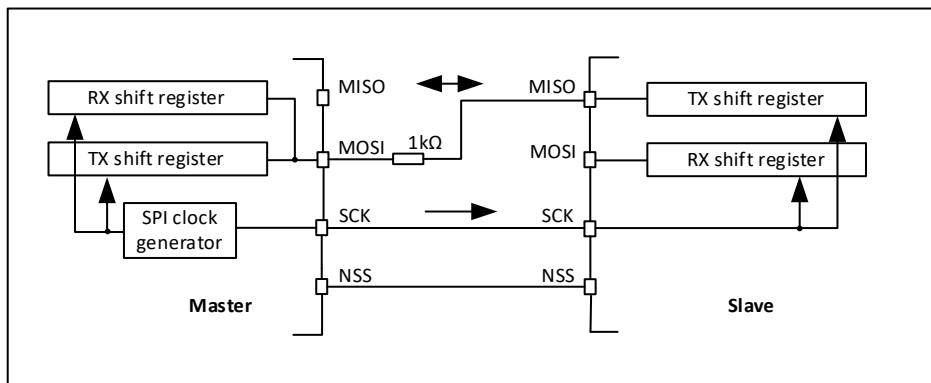 RX shift register
MISO
MISO
TX shift register
1kΩ
TX shift register
MOSI
MOSI
RX shift register
SPI clock
generator
SCK
SCK
NSS
NSS
Master
Slave